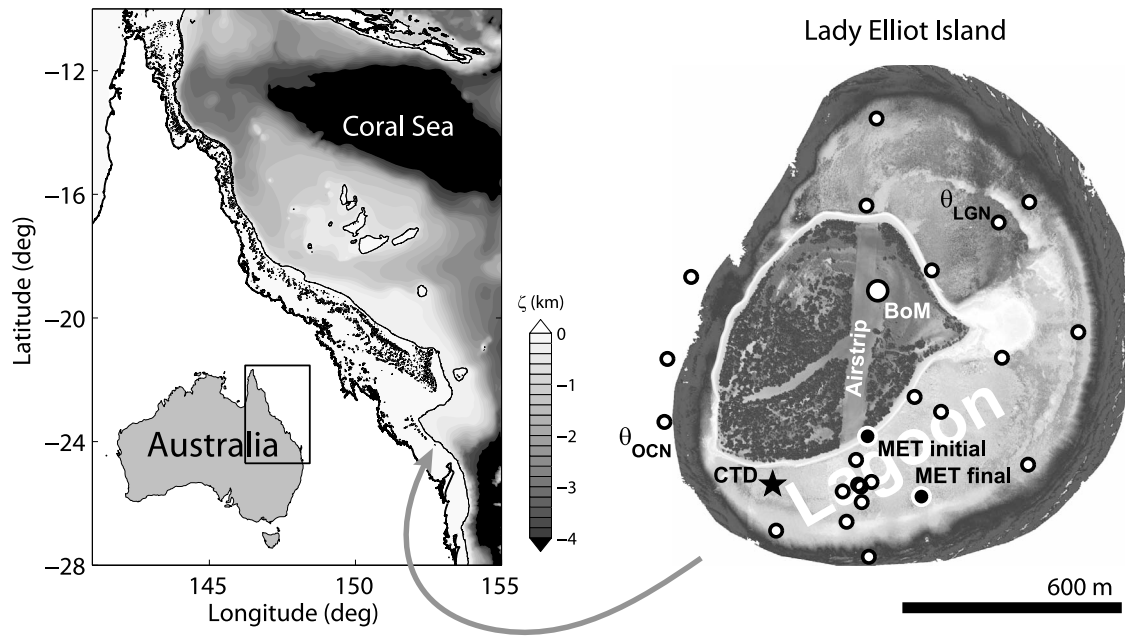 Lady Elliot Island
−12
−16
−20
−24
−28
Latitude (deg)
145
150
155
Longitude (deg)
Coral Sea
Australia
ζ (km)
0
−1
−2
−3
−4
θLGN
BoM
Airstrip
θOCN
MET initial
CTD
MET final
Lagoon
600 m